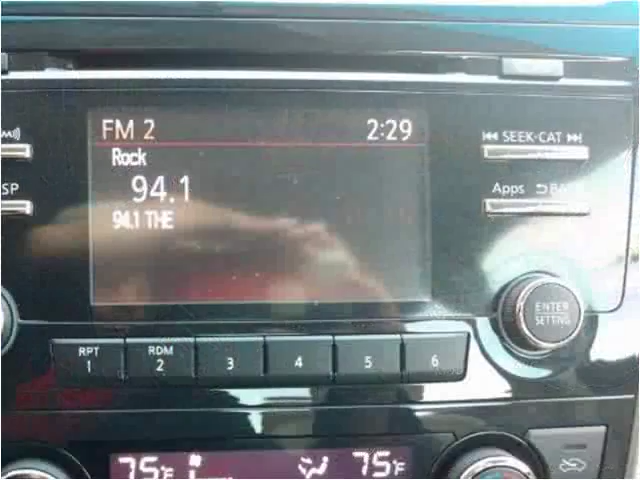 FM 2 2:29
Rock
94.1
94.1 THE
SEEK·CAT
Apps
SP
RPT 1
RDM 2
3
4
5
6
ENTER
SETTING
75°F
75°F